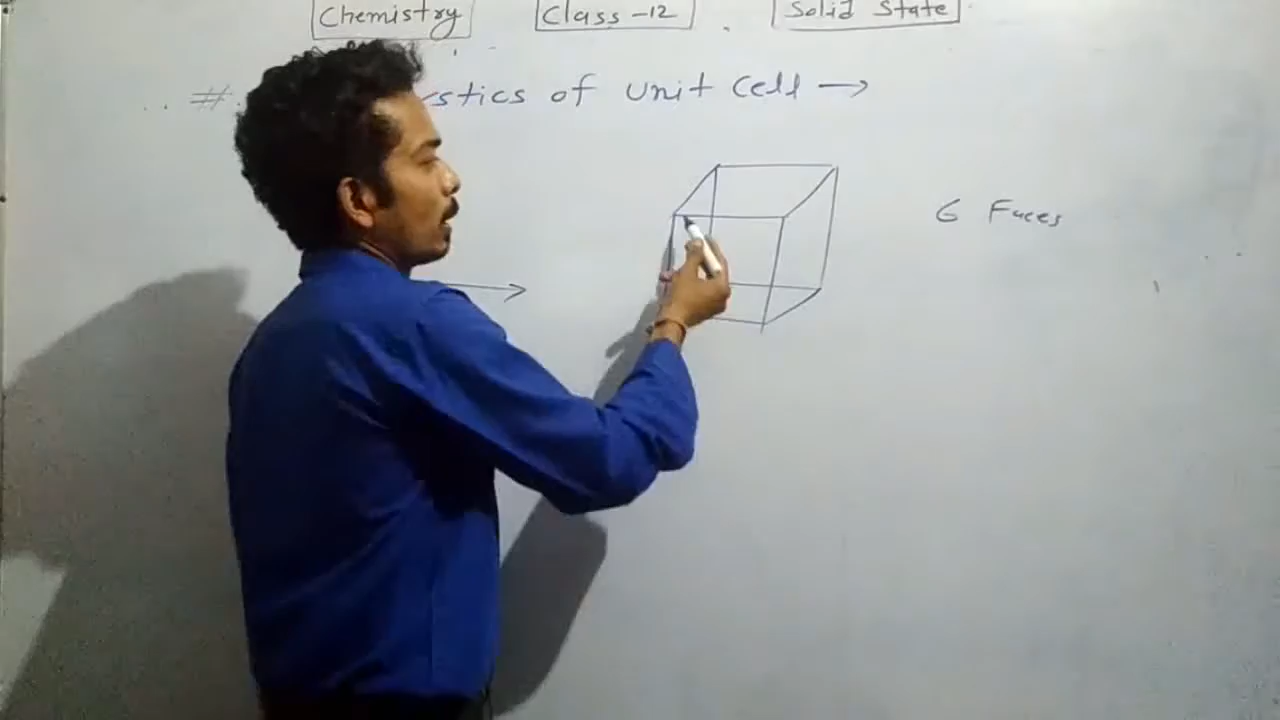 Chemistry Class-12 Solid State
# stics of unit cell →
6 Faces